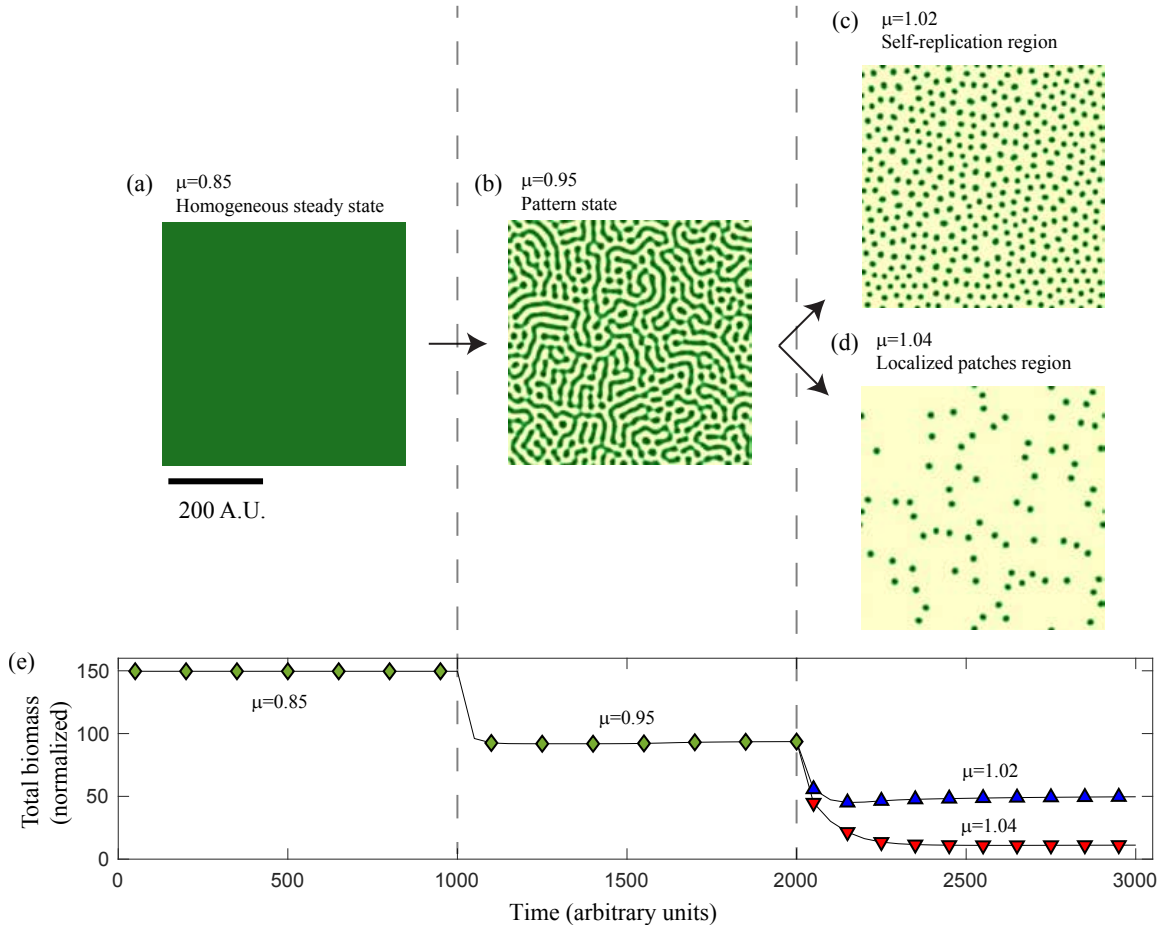 (c)
μ=1.02
Self-replication region
(a)
μ=0.85
Homogeneous steady state
(b)
μ=0.95
Pattern state
(d)
μ=1.04
Localized patches region
200 A.U.
(e)
Total biomass
(normalized)
150
100
50
0
μ=0.85
μ=0.95
μ=1.02
μ=1.04
0
500
1000
1500
2000
2500
3000
Time (arbitrary units)